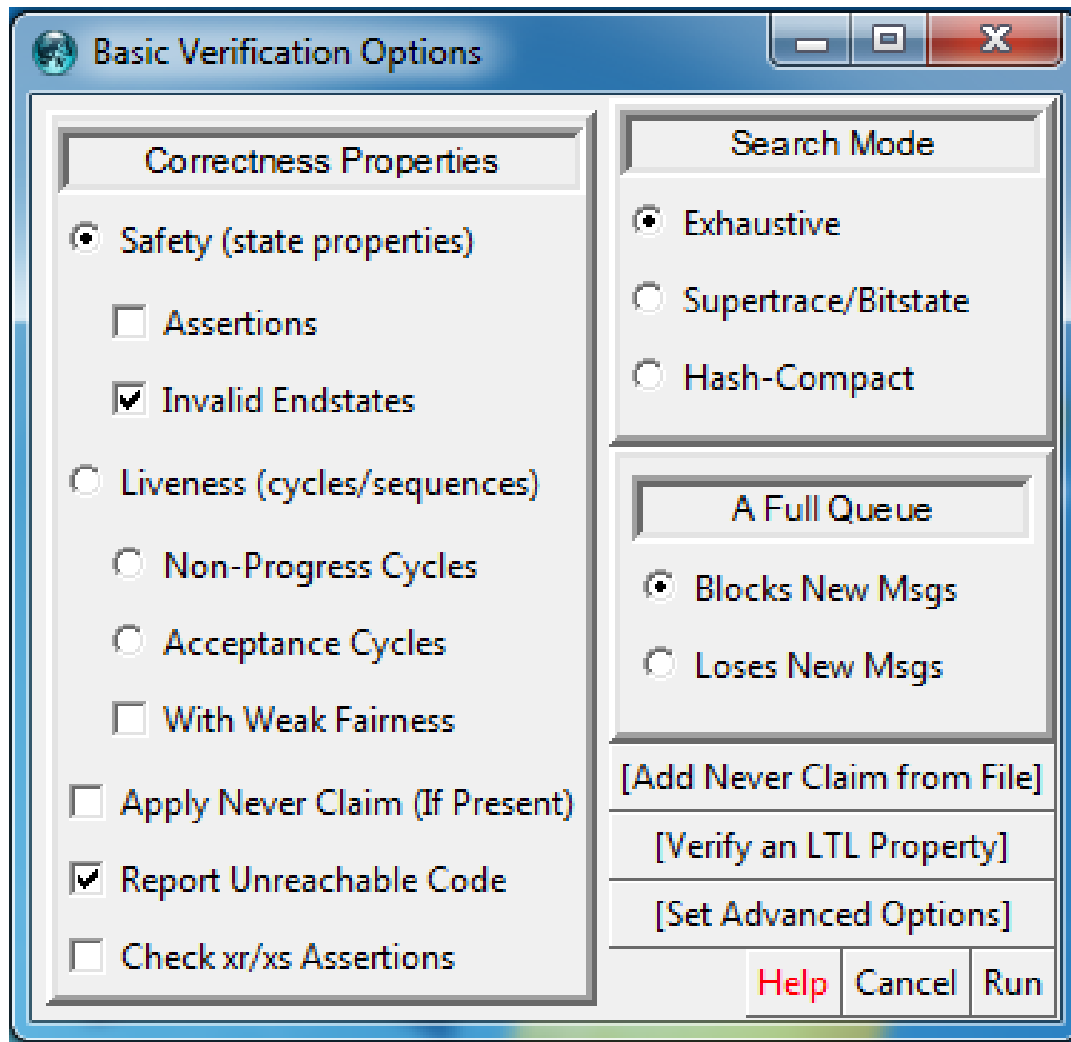 Basic Verification Options
Correctness Properties
Safety (state properties)
Assertions
Invalid Endstates
Liveness (cycles/sequences)
Non-Progress Cycles
Acceptance Cycles
With Weak Fairness
Apply Never Claim (If Present)
Report Unreachable Code
Check xr/xs Assertions
Search Mode
Exhaustive
Supertrace/Bitstate
Hash-Compact
A Full Queue
Blocks New Msgs
Loses New Msgs
[Add Never Claim from File]
[Verify an LTL Property]
[Set Advanced Options]
Help Cancel Run